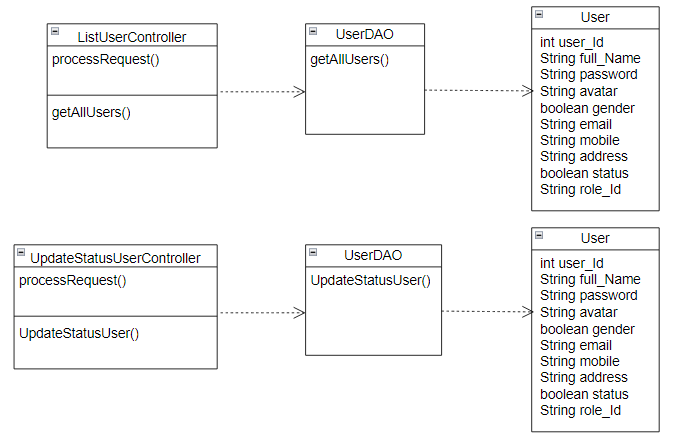 ListUserController
processRequest()
getAllUsers()
UserDAO
getAllUsers()
User
int user_Id
String full_Name
String password
String avatar
boolean gender
String email
String mobile
String address
boolean status
String role_Id
UpdateStatusUserController
processRequest()
UpdateStatusUser()
UserDAO
UpdateStatusUser()
User
int user_Id
String full_Name
String password
String avatar
boolean gender
String email
String mobile
String address
boolean status
String role_Id